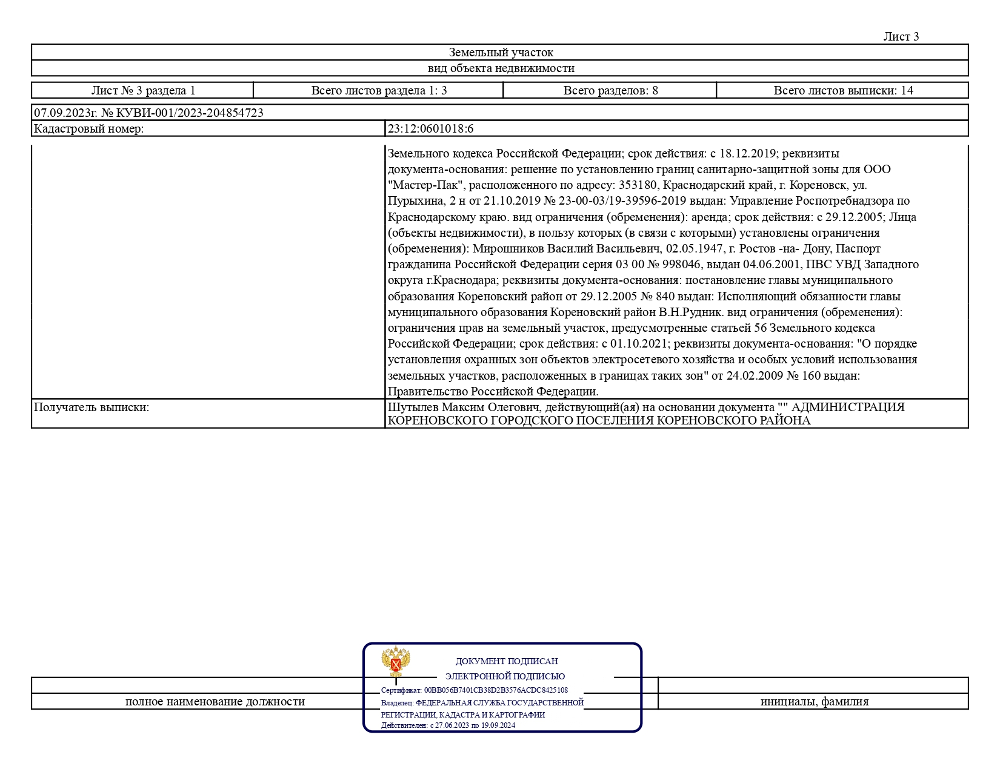 Лист 3
Земельный участок
вид объекта недвижимости
Лист № 3 раздела 1 Всего листов раздела 1: 3 Всего разделов: 8 Всего листов выписки: 14
07.09.2023г. № КУВИ-001/2023-204854723
Кадастровый номер: 23:12:0601018:6
Земельного кодекса Российской Федерации; срок действия: с 18.12.2019; реквизиты
документа-основания: решение по установлению границ санитарно-защитной зоны для ООО
"Мастер-Пак", расположенного по адресу: 353180, Краснодарский край, г. Кореновск, ул.
Пурыхина, 2 н от 21.10.2019 № 23-00-03/19-39596-2019 выдан: Управление Роспотребнадзора по
Краснодарскому краю. вид ограничения (обременения): аренда; срок действия: с 29.12.2005; Лица
(объекты недвижимости), в пользу которых (в связи с которыми) установлены ограничения
(обременения): Мирошников Василий Васильевич, 02.05.1947, г. Ростов -на- Дону, Паспорт
гражданина Российской Федерации серия 03 00 № 998046, выдан 04.06.2001, ПВС УВД Западного
округа г.Краснодара; реквизиты документа-основания: постановление главы муниципального
образования Кореновский район от 29.12.2005 № 840 выдан: Исполняющий обязанности главы
муниципального образования Кореновский район В.Н.Рудник. вид ограничения (обременения):
ограничения прав на земельный участок, предусмотренные статьей 56 Земельного кодекса
Российской Федерации; срок действия: с 01.10.2021; реквизиты документа-основания: "О порядке
установления охранных зон объектов электросетевого хозяйства и особых условий использования
земельных участков, расположенных в границах таких зон" от 24.02.2009 № 160 выдан:
Правительство Российской Федерации.
Получатель выписки: Шутылев Максим Олегович, действующий(ая) на основании документа "" АДМИНИСТРАЦИЯ
КОРЕНОВСКОГО ГОРОДСКОГО ПОСЕЛЕНИЯ КОРЕНОВСКОГО РАЙОНА
ДОКУМЕНТ ПОДПИСАН
ЭЛЕКТРОННОЙ ПОДПИСЬЮ
Сертификат: 00BB056B7401CB38D2B3576ACDC8425108
полное наименование должности Владелец: ФЕДЕРАЛЬНАЯ СЛУЖБА ГОСУДАРСТВЕННОЙ инициалы, фамилия
РЕГИСТРАЦИИ, КАДАСТРА И КАРТОГРАФИИ
Действителен: с 27.06.2023 по 19.09.2024